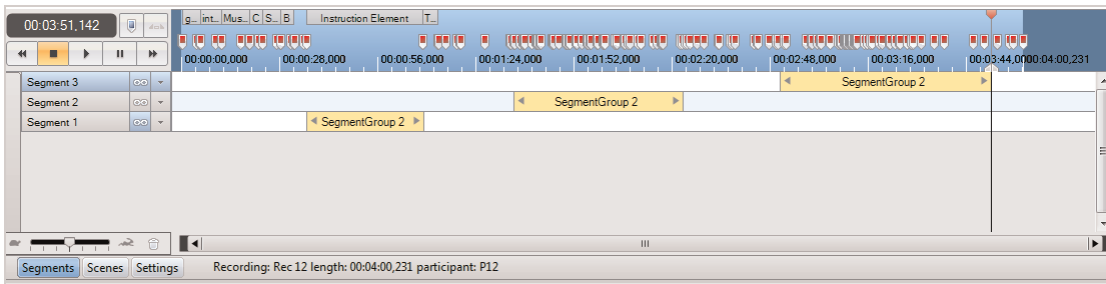 g... int... Mus... C S... B Instruction Element T...
00:03:51,142
00:00:00,000 00:00:28,000 00:00:56,000 00:01:24,000 00:01:52,000 00:02:20,000 00:02:48,000 00:03:16,000 00:03:44,000 00:04:00,231
Segment 3 SegmentGroup 2
Segment 2 SegmentGroup 2
Segment 1 SegmentGroup 2
Segments Scenes Settings Recording: Rec 12 length: 00:04:00,231 participant: P12